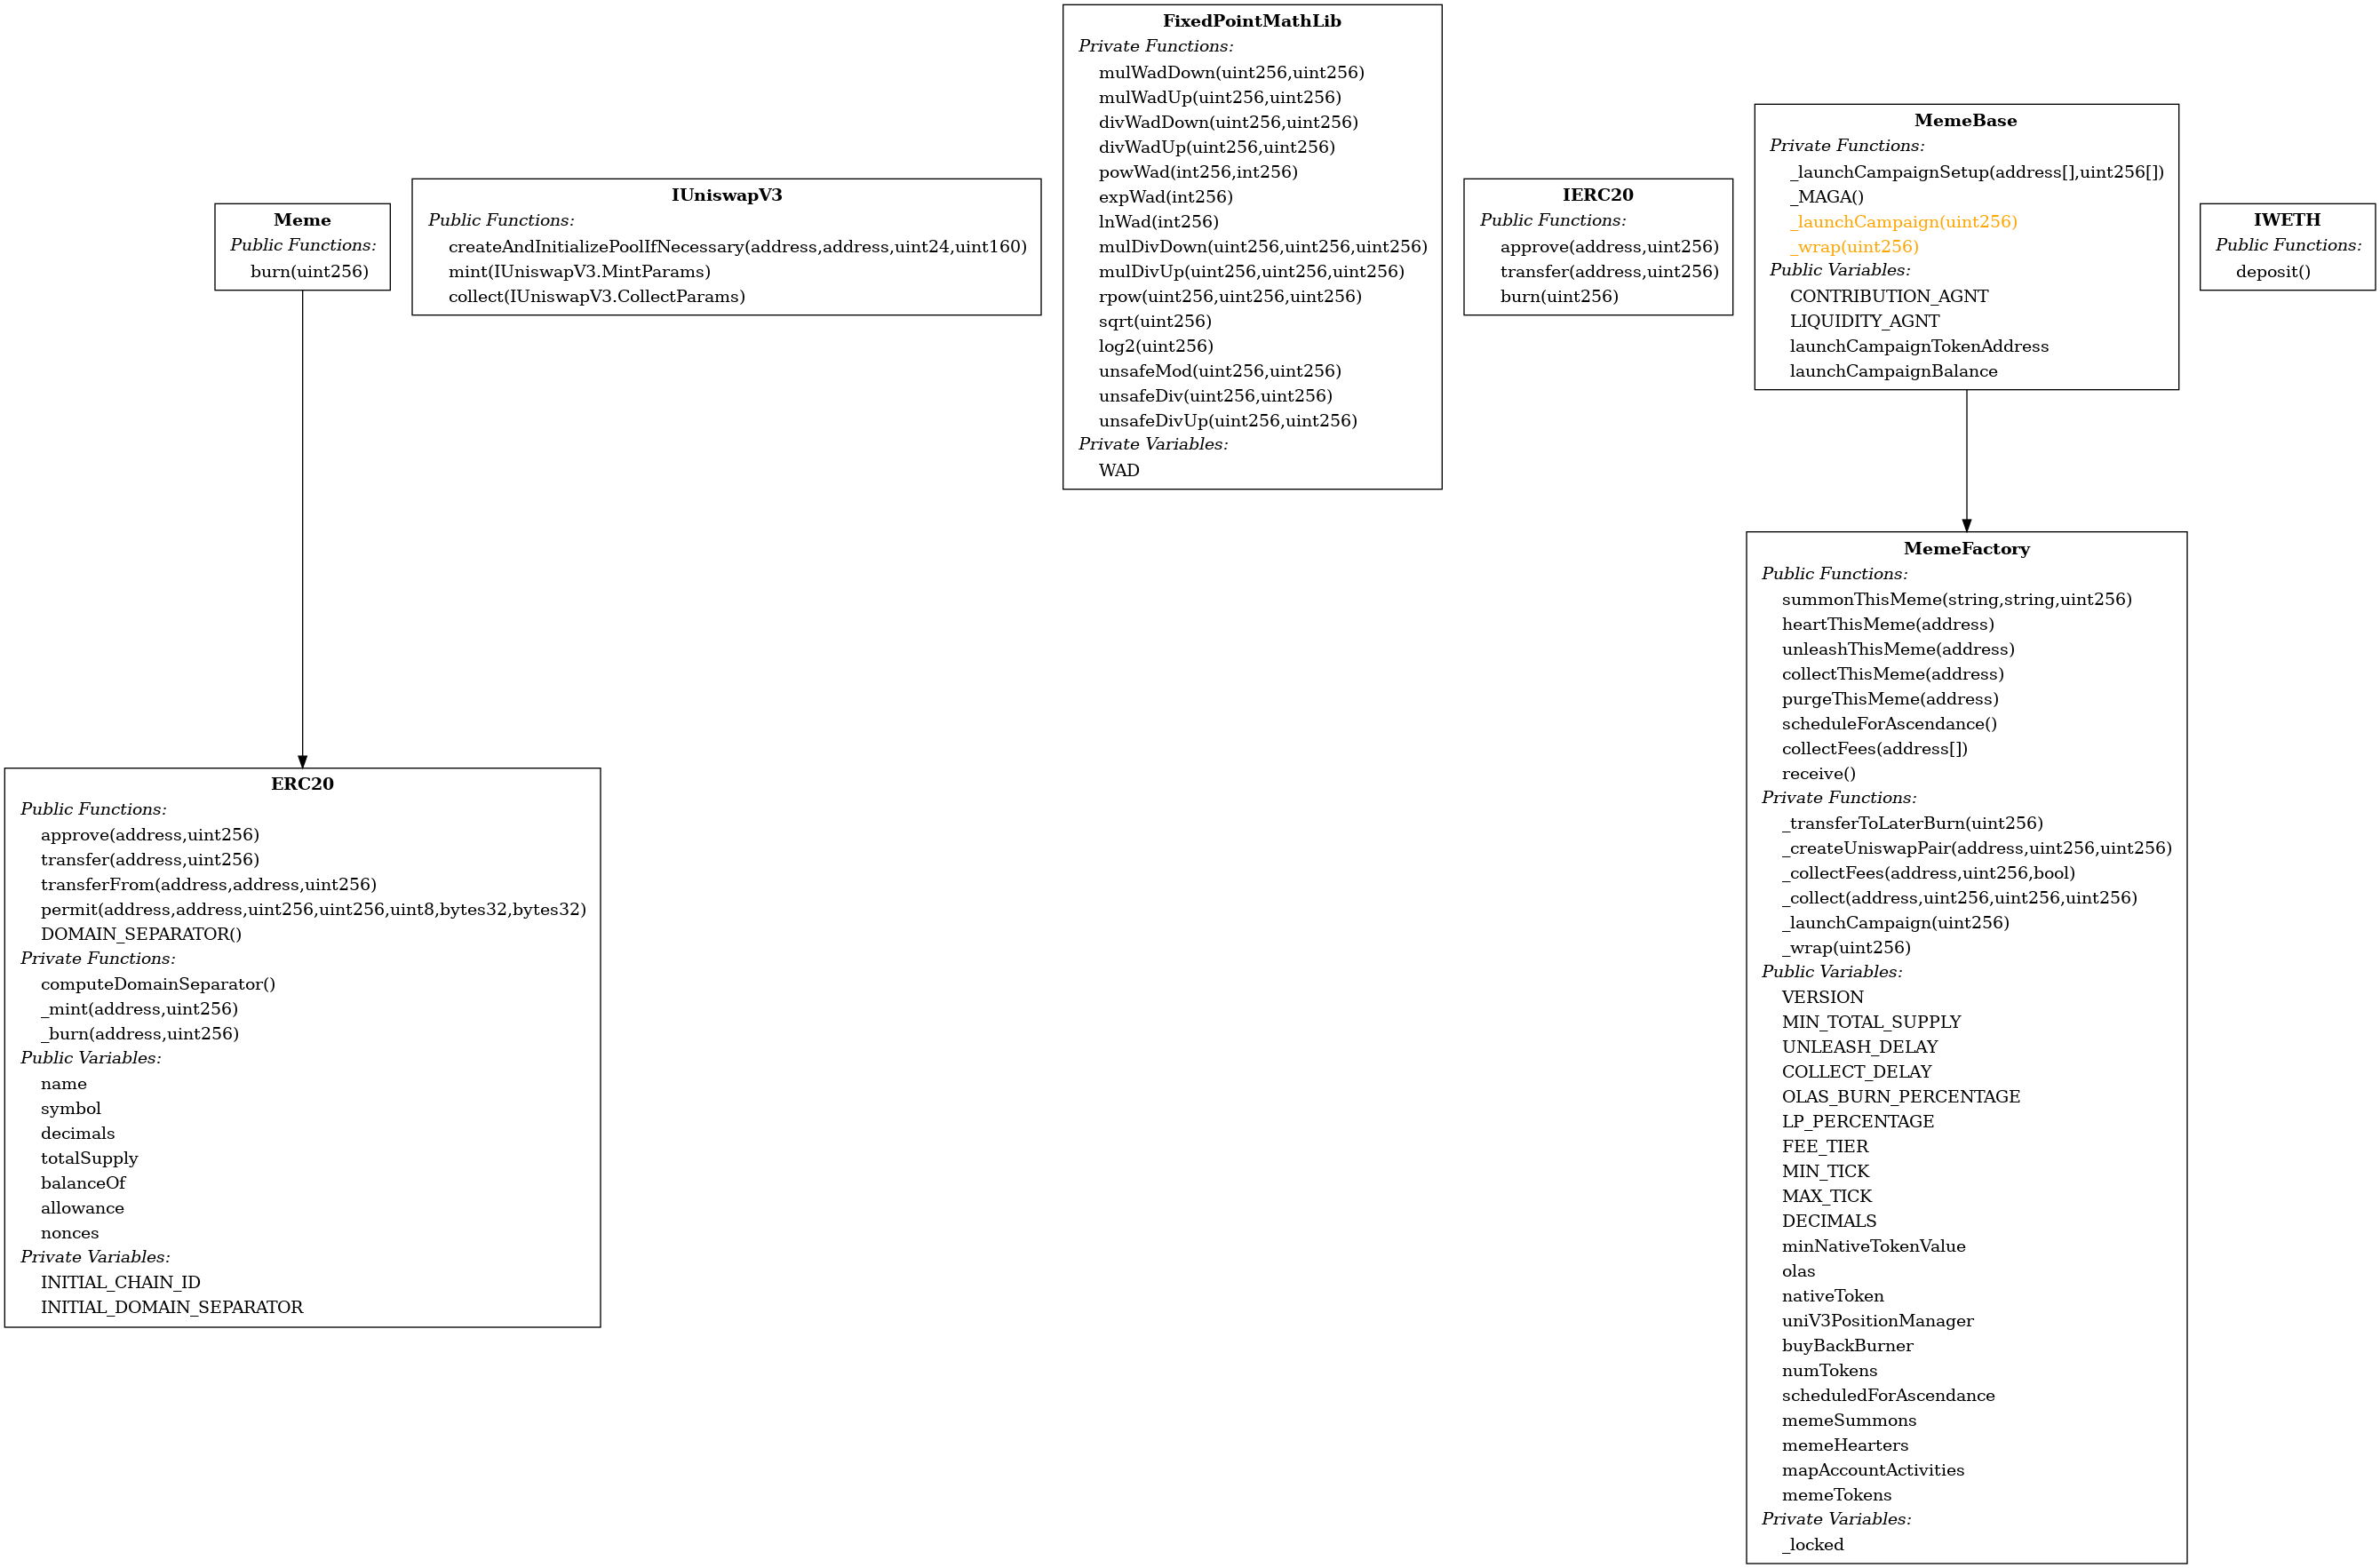 Meme
Public Functions:
burn(uint256)
IUniswapV3
Public Functions:
createAndInitializePoolIfNecessary(address,address,uint24,uint160)
mint(IUniswapV3.MintParams)
collect(IUniswapV3.CollectParams)
FixedPointMathLib
Private Functions:
mulWadDown(uint256,uint256)
mulWadUp(uint256,uint256)
divWadDown(uint256,uint256)
divWadUp(uint256,uint256)
powWad(int256,int256)
expWad(int256)
lnWad(int256)
mulDivDown(uint256,uint256,uint256)
mulDivUp(uint256,uint256,uint256)
rpow(uint256,uint256,uint256)
sqrt(uint256)
log2(uint256)
unsafeMod(uint256,uint256)
unsafeDiv(uint256,uint256)
unsafeDivUp(uint256,uint256)
Private Variables:
WAD
IERC20
Public Functions:
approve(address,uint256)
transfer(address,uint256)
burn(uint256)
MemeBase
Private Functions:
_launchCampaignSetup(address[],uint256[])
_MAGA()
_launchCampaign(uint256)
_wrap(uint256)
Public Variables:
CONTRIBUTION_AGNT
LIQUIDITY_AGNT
launchCampaignTokenAddress
launchCampaignBalance
IWETH
Public Functions:
deposit()
ERC20
Public Functions:
approve(address,uint256)
transfer(address,uint256)
transferFrom(address,address,uint256)
permit(address,address,uint256,uint256,uint8,bytes32,bytes32)
DOMAIN_SEPARATOR()
Private Functions:
computeDomainSeparator()
_mint(address,uint256)
_burn(address,uint256)
Public Variables:
name
symbol
decimals
totalSupply
balanceOf
allowance
nonces
Private Variables:
INITIAL_CHAIN_ID
INITIAL_DOMAIN_SEPARATOR
MemeFactory
Public Functions:
summonThisMeme(string,string,uint256)
heartThisMeme(address)
unleashThisMeme(address)
collectThisMeme(address)
purgeThisMeme(address)
scheduleForAscendance()
collectFees(address[])
receive()
Private Functions:
_transferToLaterBurn(uint256)
_createUniswapPair(address,uint256,uint256)
_collectFees(address,uint256,bool)
_collect(address,uint256,uint256,uint256)
_launchCampaign(uint256)
_wrap(uint256)
Public Variables:
VERSION
MIN_TOTAL_SUPPLY
UNLEASH_DELAY
COLLECT_DELAY
OLAS_BURN_PERCENTAGE
LP_PERCENTAGE
FEE_TIER
MIN_TICK
MAX_TICK
DECIMALS
minNativeTokenValue
olas
nativeToken
uniV3PositionManager
buyBackBurner
numTokens
scheduledForAscendance
memeSummons
memeHearters
mapAccountActivities
memeTokens
Private Variables:
_locked